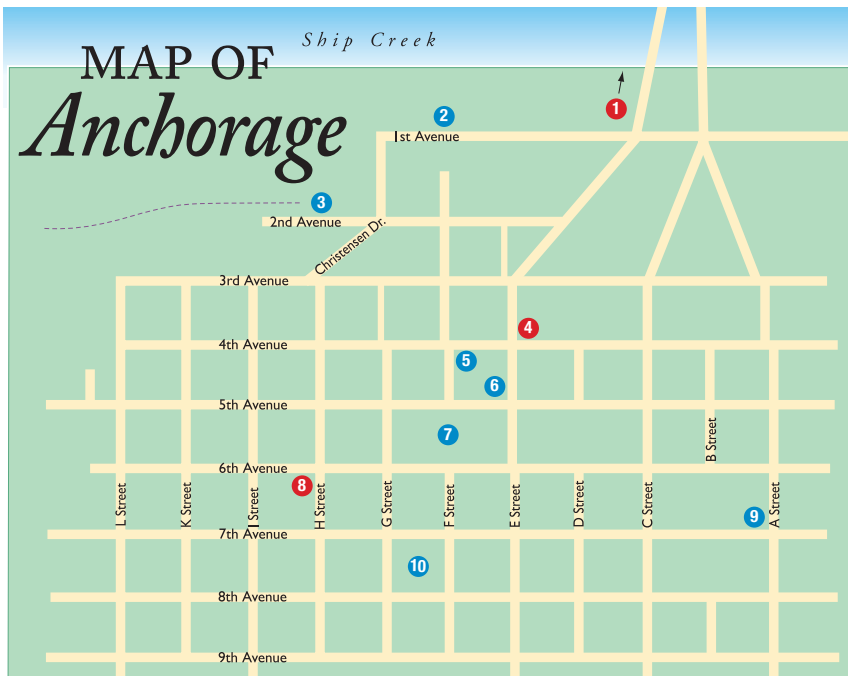 Ship Creek
MAP OF
Anchorage
1
2
1st Avenue
3
2nd Avenue
Christensen Dr.
3rd Avenue
4
4th Avenue
5
6
5th Avenue
B Street
7
6th Avenue
8
L Street
K Street
I Street
H Street
G Street
F Street
E Street
D Street
C Street
9
A Street
7th Avenue
10
8th Avenue
9th Avenue